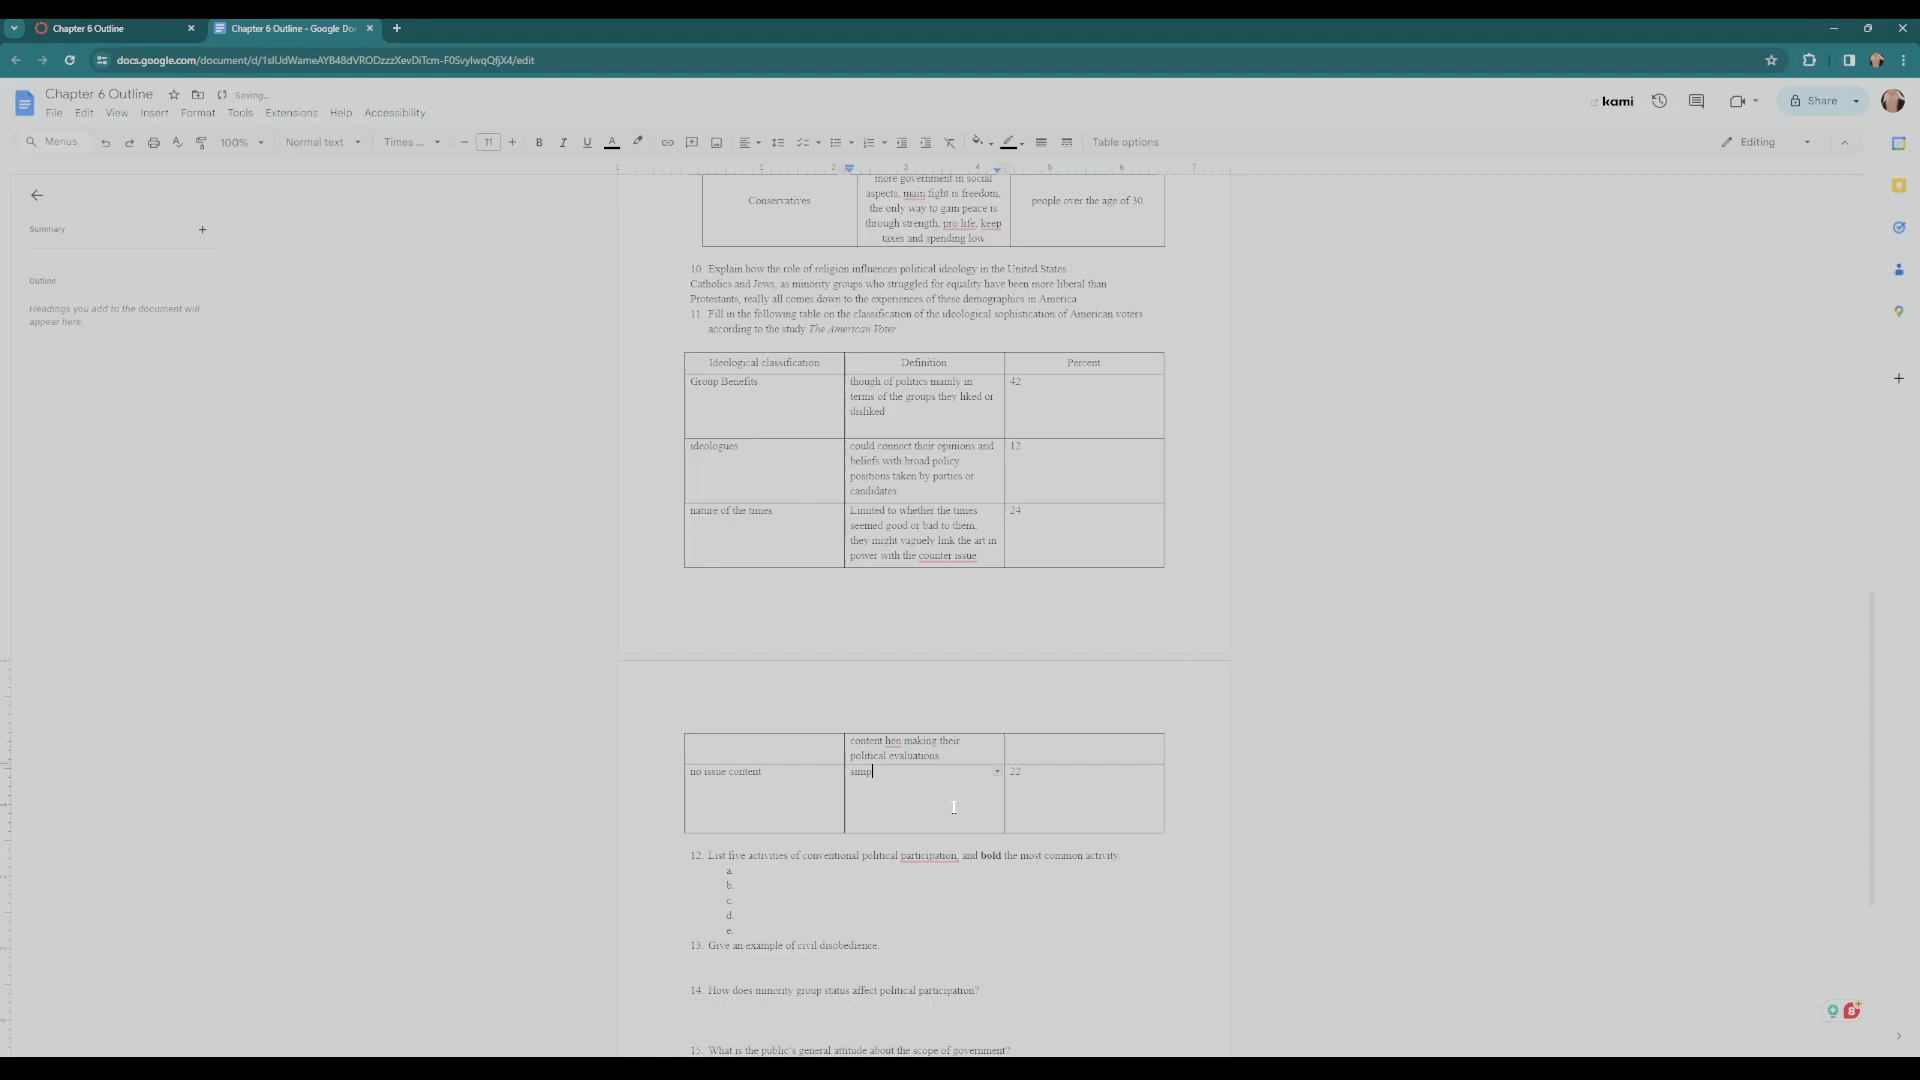 Chapter 6 Outline
Chapter 6 Outline - Google Doc
docs.google.com/document/d/1slUdWameAYB48dVRODzzzXevDiTcm-F0SvylwqQfjX4/edit
Chapter 6 Outline
Saving...
File Edit View Insert Format Tools Extensions Help Accessibility
kami
Share
Menus
100%
Normal text
Times ...
11
B I U A
Table options
Editing
1 1 2 3 4 5 6 7
Summary
Outline
Headings you add to the document will
appear here.
more government in social
aspects, main fight is freedom,
Conservatives
the only way to gain peace is
people over the age of 30
through strength, pro life, keep
taxes and spending low
10. Explain how the role of religion influences political ideology in the United States
Catholics and Jews, as minority groups who struggled for equality have been more liberal than
Protestants, really all comes down to the experiences of these demographics in America
11. Fill in the following table on the classification of the ideological sophistication of American voters
according to the study The American Voter.
Ideological classification Definition Percent
Group Benefits though of politics mainly in 42
terms of the groups they liked or
disliked
ideologues could connect their opinions and 12
beliefs with broad policy
positions taken by parties or
candidates
nature of the times Limited to whether the times 24
seemed good or bad to them,
they might vaguely link the art in
power with the counter issue
content hen making their
political evaluations
no issue content simp 22
12. List five activities of conventional political participation, and bold the most common activity.
a.
b.
c.
d.
e.
13. Give an example of civil disobedience.
14. How does minority group status affect political participation?
15. What is the public's general attitude about the scope of government?
8